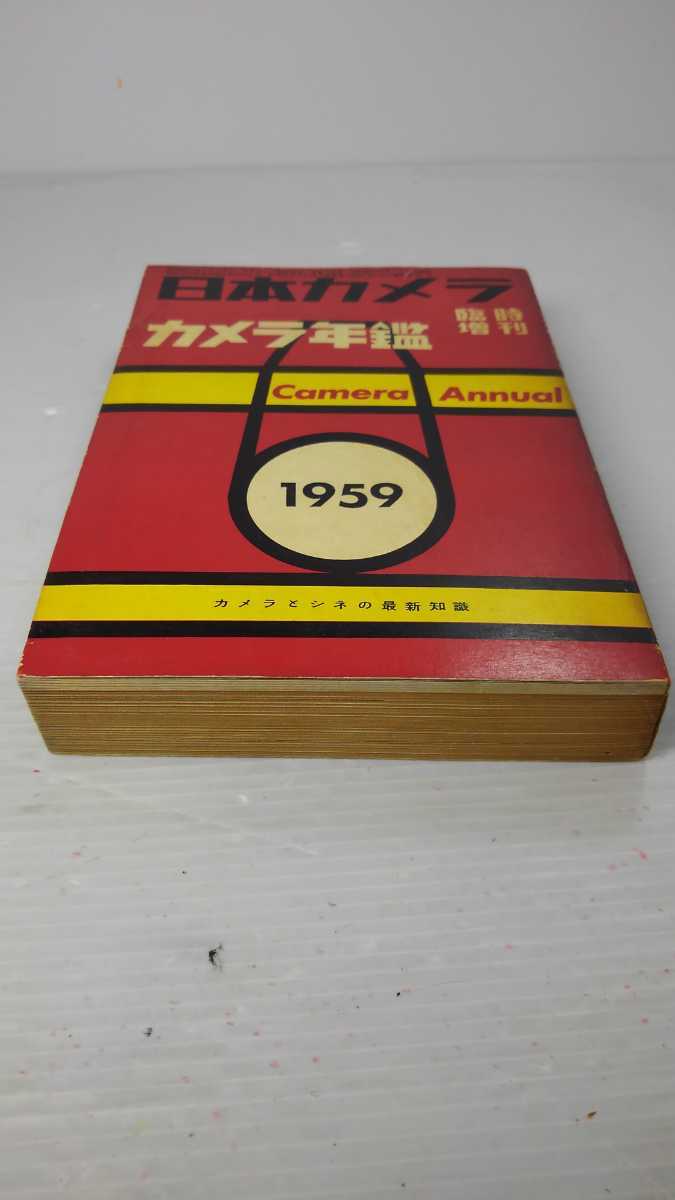 日本カメラ
臨時
増刊
カメラ年鑑
Camera Annual
1959
カメラとシネの最新知識